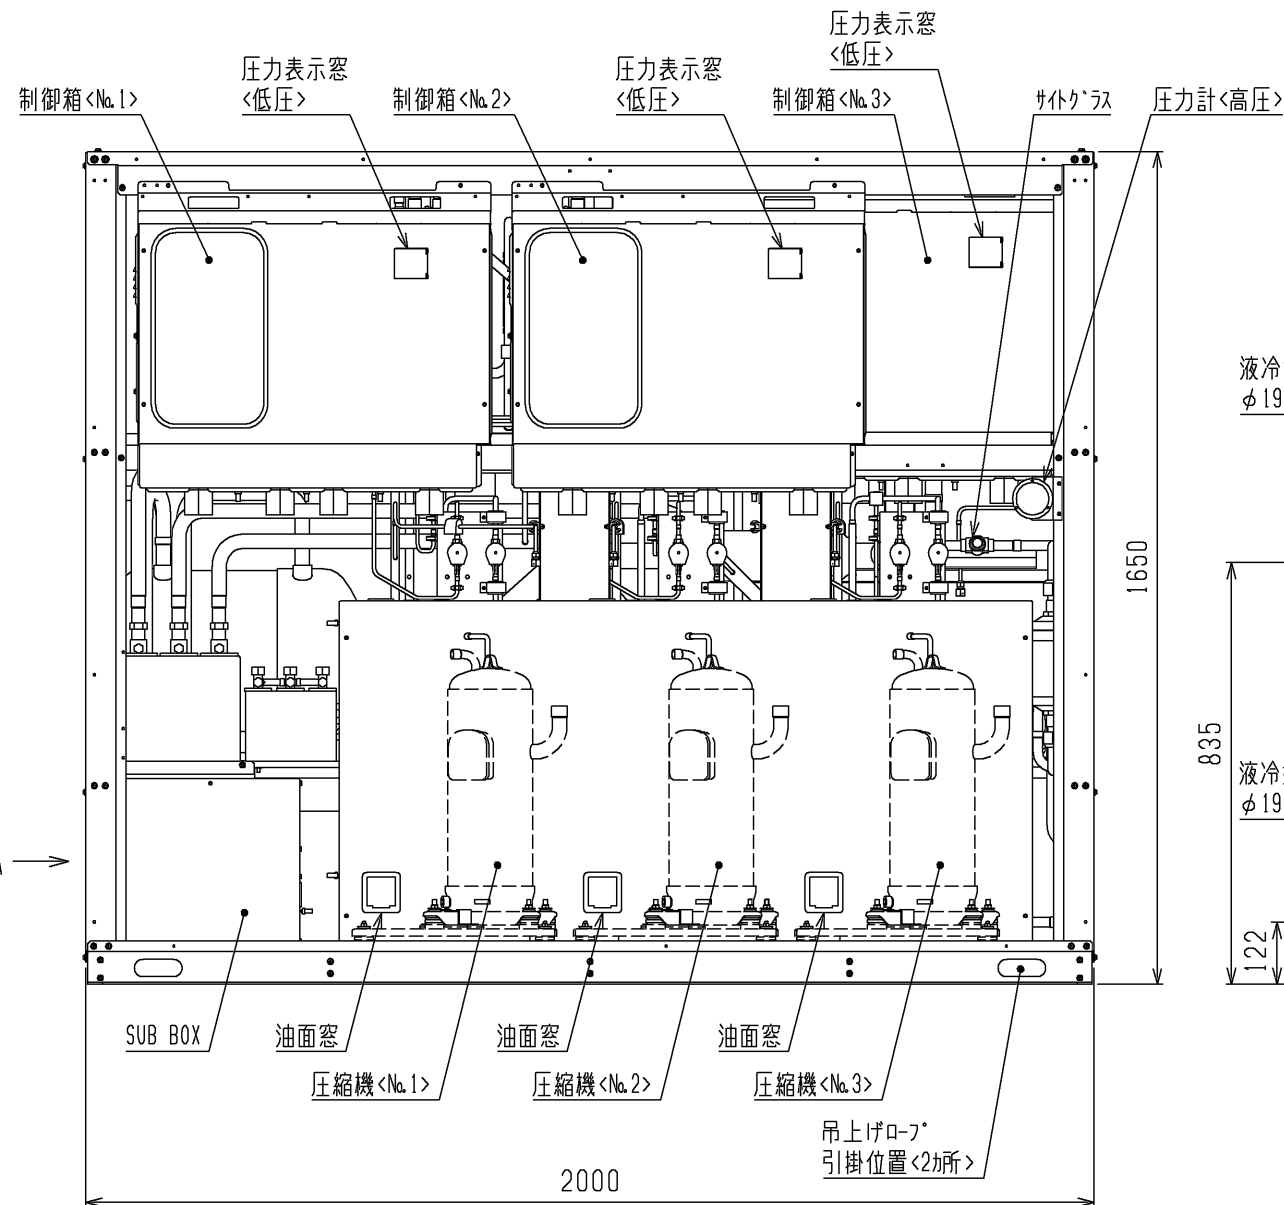 圧力表示窓
<低圧>
圧力表示窓
<低圧>
圧力表示窓
<低圧>
制御箱<No.1>
制御箱<No.2>
制御箱<No.3>
ｻｲﾄｸﾞﾗｽ
圧力計<高圧>
液冷
φ19
1650
835
液冷
φ19
122
SUB BOX
油面窓
油面窓
油面窓
圧縮機<No.1>
圧縮機<No.2>
圧縮機<No.3>
吊上げﾛｰﾌﾟ
引掛位置<2ｶ所>
2000